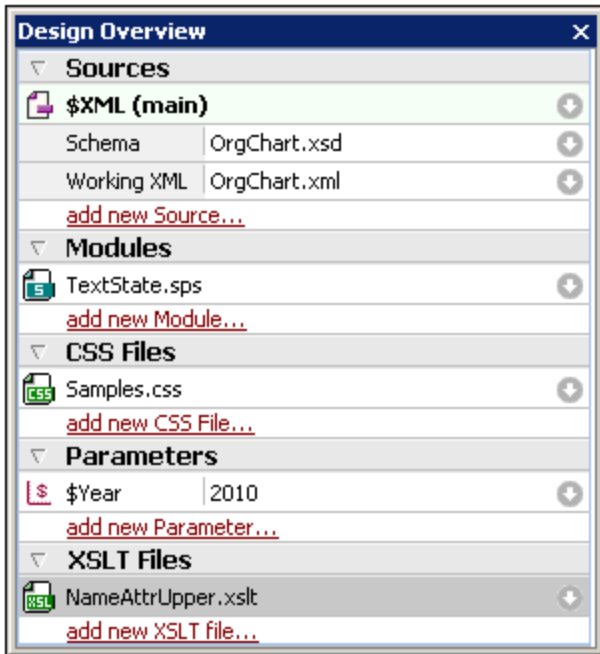 Design Overview
Sources
$XML (main)
Schema OrgChart.xsd
Working XML OrgChart.xml
add new Source...
Modules
S TextState.sps
add new Module...
CSS Files
CSS Samples.css
add new CSS File...
Parameters
$ $Year 2010
add new Parameter...
XSLT Files
XSL NameAttrUpper.xslt
add new XSLT file...